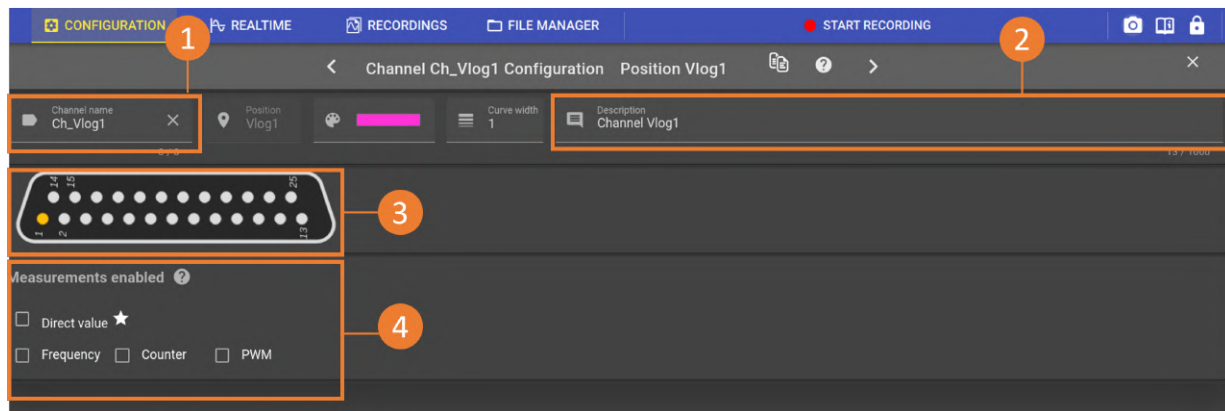 CONFIGURATION REALTIME RECORDINGS FILE MANAGER START RECORDING
1
2
Channel Ch_Vlog1 Configuration Position Vlog1
Channel name
Ch_Vlog1
Position
Vlog1
Curve width
1
Description
Channel Vlog1
13 / 1000
14 15 25
1 2 13
3
Measurements enabled
Direct value
4
Frequency Counter PWM